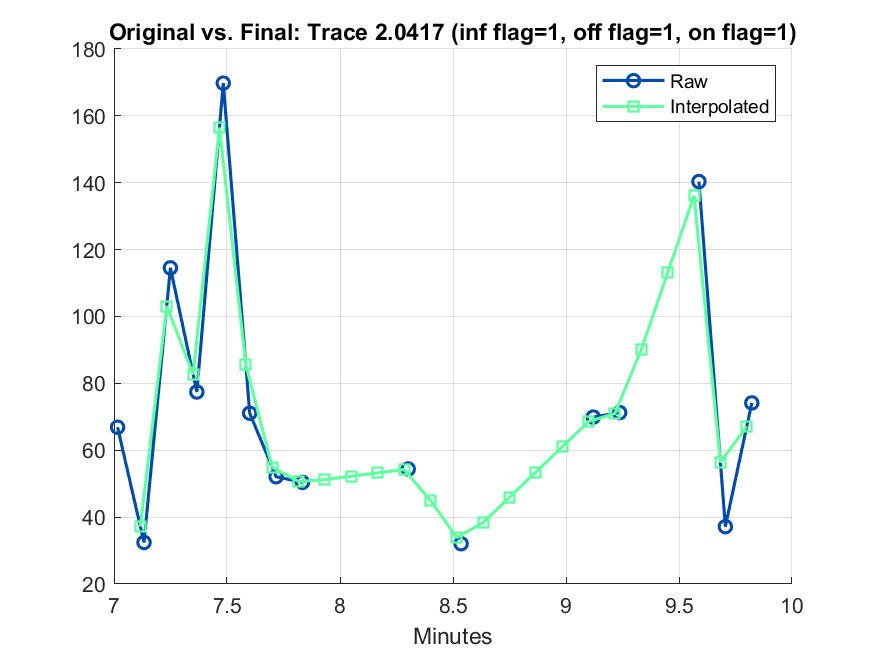 Original vs. Final: Trace 2.0417 (inf flag=1, off flag=1, on flag=1)
180
160
140
120
100
80
60
40
20
Raw
Interpolated
7 7.5 8 8.5 9 9.5 10
Minutes